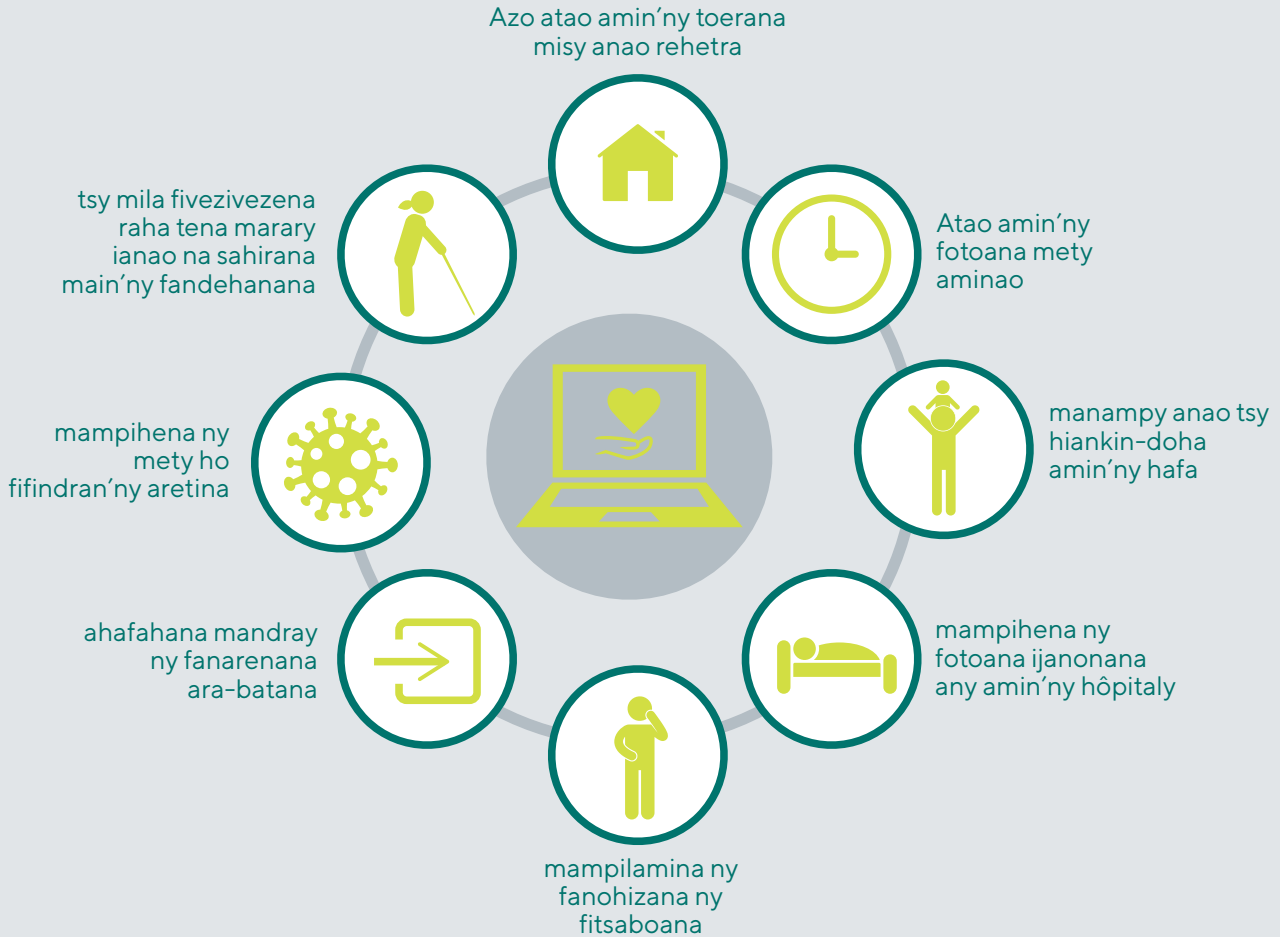 Azo atao amin'ny toerana
misy anao rehetra
Atao amin'ny
fotoana mety
aminao
manampy anao tsy
hiankin-doha
amin'ny hafa
mampihena ny
fotoana ijanonana
any amin'ny hôpitaly
mampilamina ny
fanohizana ny
fitsaboana
ahafahana mandray
ny fanarenana
ara-batana
mampihena ny
mety ho
fifindran'ny aretina
tsy mila fivezivezena
raha tena marary
ianao na sahirana
main'ny fandehanana